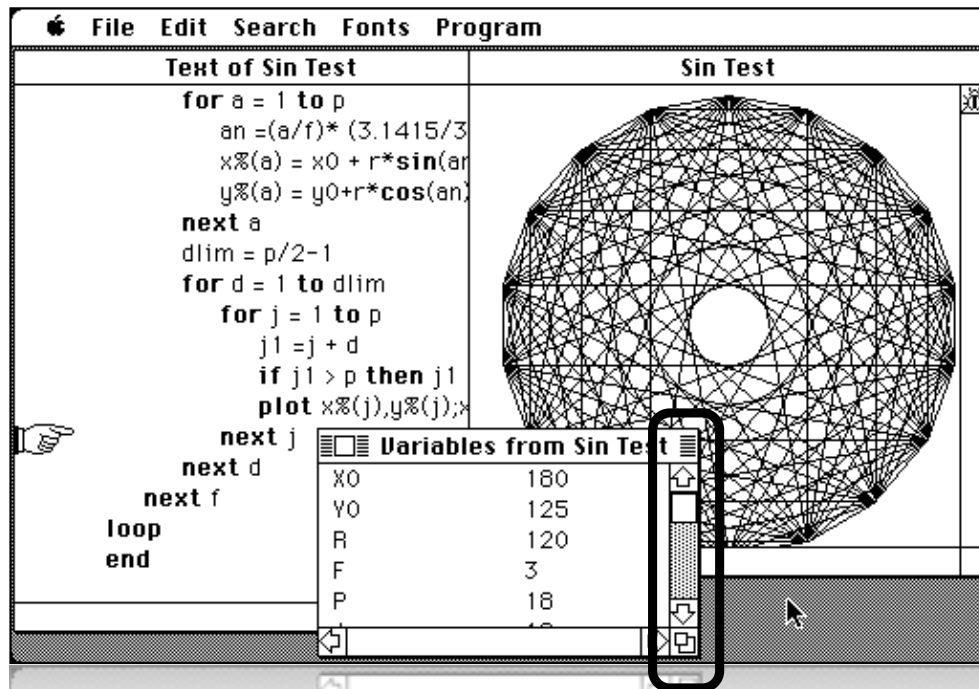 File Edit Search Fonts Program
Text of Sin Test
Sin Test
for a = 1 to p
an =(a/f)* (3.1415/3
x%(a) = x0 + r*sin(an
y%(a) = y0+r*cos(an)
next a
dlim = p/2-1
for d = 1 to dlim
for j = 1 to p
j1 =j + d
if j1 > p then j1
plot x%(j),y%(j);x
next j
next d
next f
loop
end
Variables from Sin Test
X0 180
Y0 125
R 120
F 3
P 18